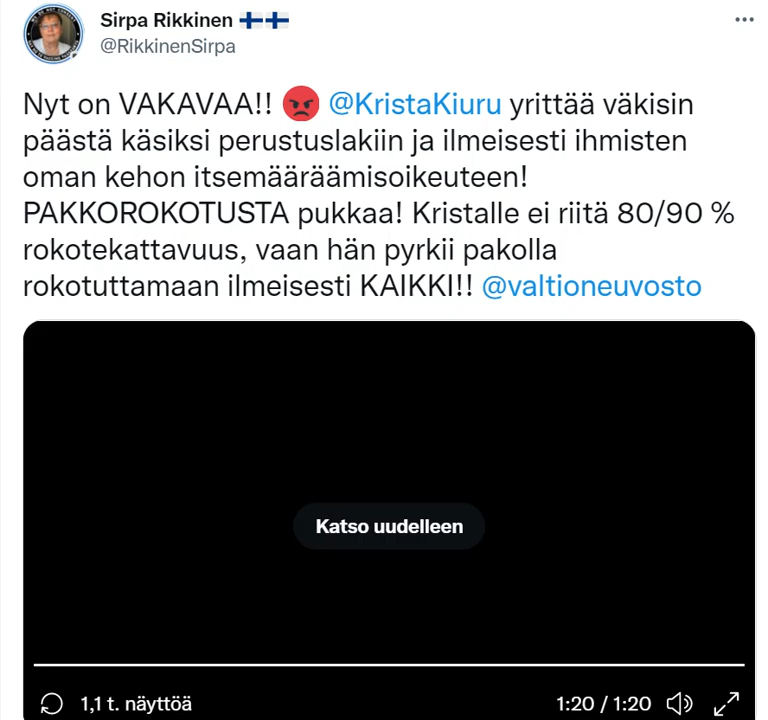 Sirpa Rikkinen 🇫🇮🇫🇮
@RikkinenSirpa
Nyt on VAKAVAA!! 😡 @KristaKiuru yrittää väkisin
päästä käsiksi perustuslakiin ja ilmeisesti ihmisten
oman kehon itsemääräämisoikeuteen!
PAKKOROKOTUSTA pukkaa! Kristalle ei riitä 80/90 %
rokotekattavuus, vaan hän pyrkii pakolla
rokotuttamaan ilmeisesti KAIKKI!! @valtioneuvosto
Katso uudelleen
1,1 t. näyttöä 1:20 / 1:20